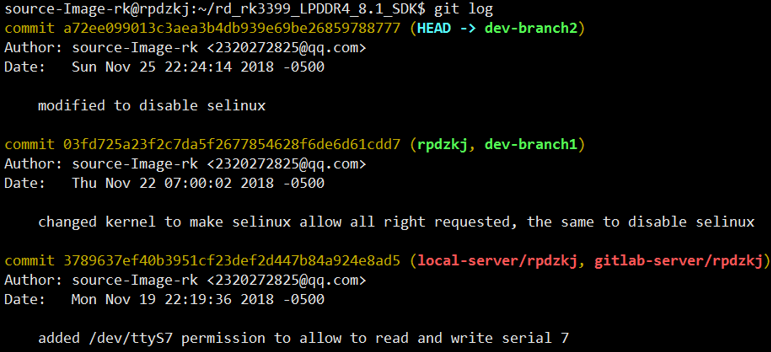 source-Image-rk@rpdzkj:~/rd_rk3399_LPDDR4_8.1_SDK$ git log
commit a72ee099013c3aea3b4db939e69be26859788777 (HEAD -> dev-branch2)
Author: source-Image-rk <2320272825@qq.com>
Date:   Sun Nov 25 22:24:14 2018 -0500
modified to disable selinux
commit 03fd725a23f2c7da5f2677854628f6de6d61cdd7 (rpdzkj, dev-branch1)
Author: source-Image-rk <2320272825@qq.com>
Date:   Thu Nov 22 07:00:02 2018 -0500
changed kernel to make selinux allow all right requested, the same to disable selinux
commit 3789637ef40b3951cf23def2d447b84a924e8ad5 (local-server/rpdzkj, gitlab-server/rpdzkj)
Author: source-Image-rk <2320272825@qq.com>
Date:   Mon Nov 19 22:19:36 2018 -0500
added /dev/ttyS7 permission to allow to read and write serial 7